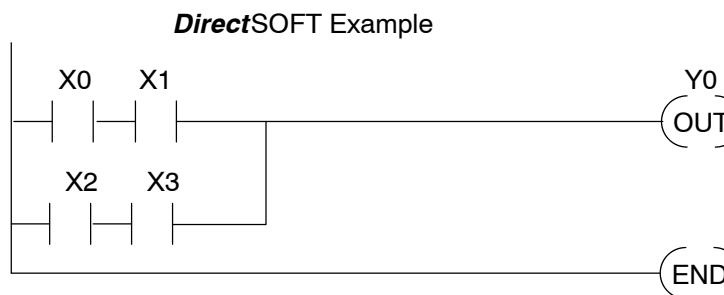 DirectSOFT Example
X0 X1 Y0
OUT
X2 X3
END